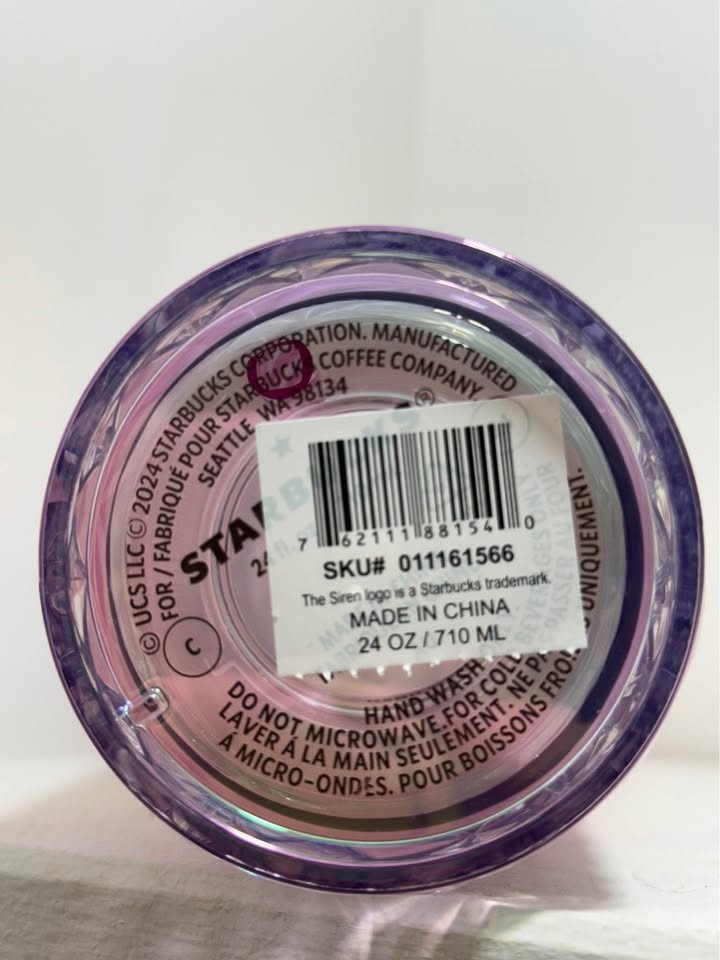 © UCS LLC © 2024 STARBUCKS CORPORATION. MANUFACTURED
FOR / FABRIQUÉ POUR STARBUCKS COFFEE COMPANY,
SEATTLE, WA 98134
STARBUCKS®
24 fl.
C
7 62111 88154 0
SKU# 011161566
The Siren logo is a Starbucks trademark.
MADE IN CHINA
24 OZ / 710 ML
HAND WASH
DO NOT MICROWAVE. FOR COLD BEVERAGES ONLY.
LAVER Á LA MAIN SEULEMENT. NE PAS PASSER AU FOUR
Á MICRO-ONDES. POUR BOISSONS FROIDES UNIQUEMENT.